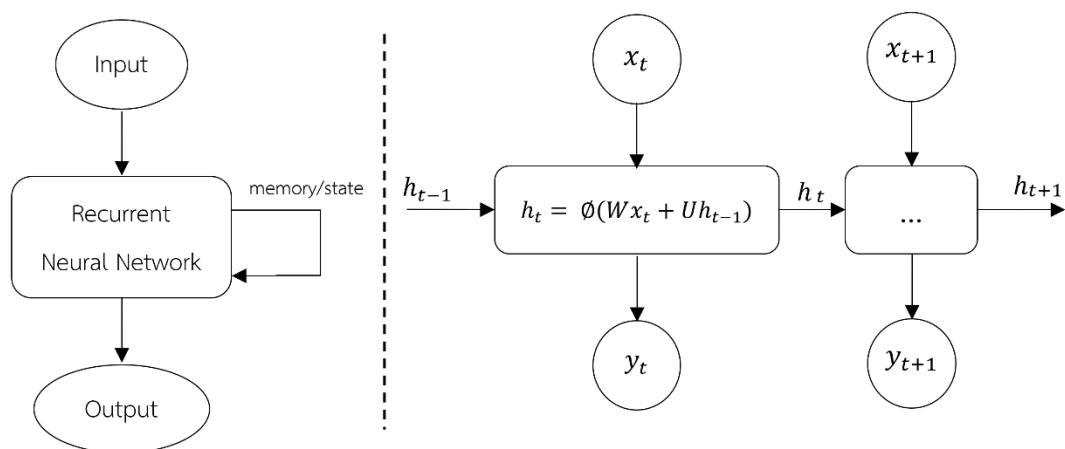 Input
memory/state
Recurrent
Neural Network
Output
x_t
x_{t+1}
h_{t-1}
h_t = ∅(Wx_t + Uh_{t-1})
h_t
...
h_{t+1}
y_t
y_{t+1}